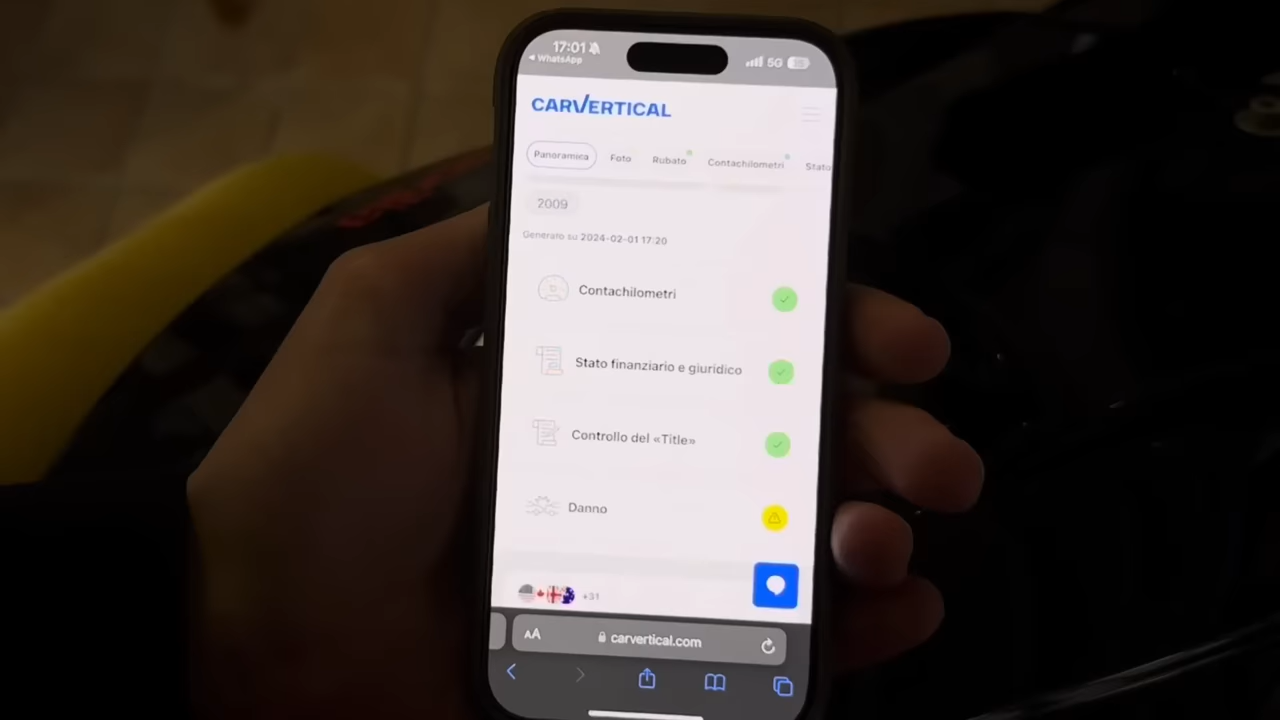 17:01
WhatsApp
5G
CARVERTICAL
Panoramica
Foto
Rubato
Contachilometri
Stato
2009
Generato su 2024-02-01 17:20
Contachilometri
Stato finanziario e giuridico
Controllo del «Title»
Danno
+31
AA
carvertical.com